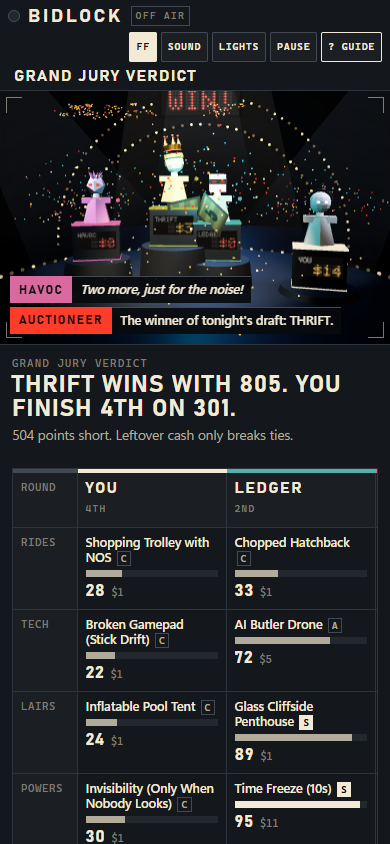 BIDLOCK OFF AIR
FF SOUND LIGHTS PAUSE ? GUIDE
GRAND JURY VERDICT
WIN!
HAVOC
THRIFT
LEDGER
YOU
$14
HAVOC Two more, just for the noise!
AUCTIONEER The winner of tonight's draft: THRIFT.
GRAND JURY VERDICT
THRIFT WINS WITH 805. YOU
FINISH 4TH ON 301.
504 points short. Leftover cash only breaks ties.
ROUND YOU LEDGER
4TH 2ND
RIDES Shopping Trolley with NOS C Chopped Hatchback C
28 $1 33 $1
TECH Broken Gamepad (Stick Drift) C AI Butler Drone A
22 $1 72 $5
LAIRS Inflatable Pool Tent C Glass Cliffside Penthouse S
24 $1 89 $1
POWERS Invisibility (Only When Nobody Looks) C Time Freeze (10s) S
30 $1 95 $11